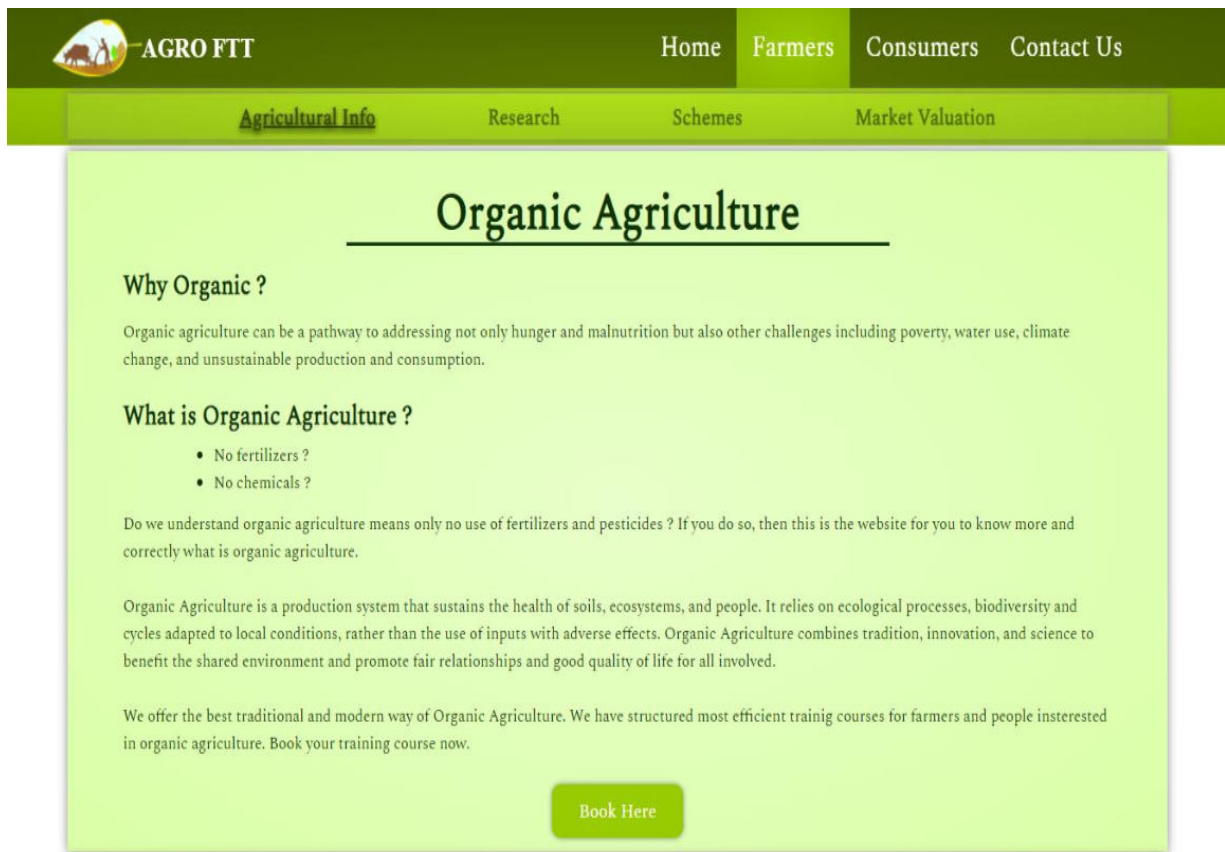 AGRO FTT
Home Farmers Consumers Contact Us
Agricultural Info Research Schemes Market Valuation
Organic Agriculture
Why Organic ?
Organic agriculture can be a pathway to addressing not only hunger and malnutrition but also other challenges including poverty, water use, climate
change, and unsustainable production and consumption.
What is Organic Agriculture ?
• No fertilizers ?
• No chemicals ?
Do we understand organic agriculture means only no use of fertilizers and pesticides ? If you do so, then this is the website for you to know more and
correctly what is organic agriculture.
Organic Agriculture is a production system that sustains the health of soils, ecosystems, and people. It relies on ecological processes, biodiversity and
cycles adapted to local conditions, rather than the use of inputs with adverse effects. Organic Agriculture combines tradition, innovation, and science to
benefit the shared environment and promote fair relationships and good quality of life for all involved.
We offer the best traditional and modern way of Organic Agriculture. We have structured most efficient trainig courses for farmers and people insterested
in organic agriculture. Book your training course now.
Book Here